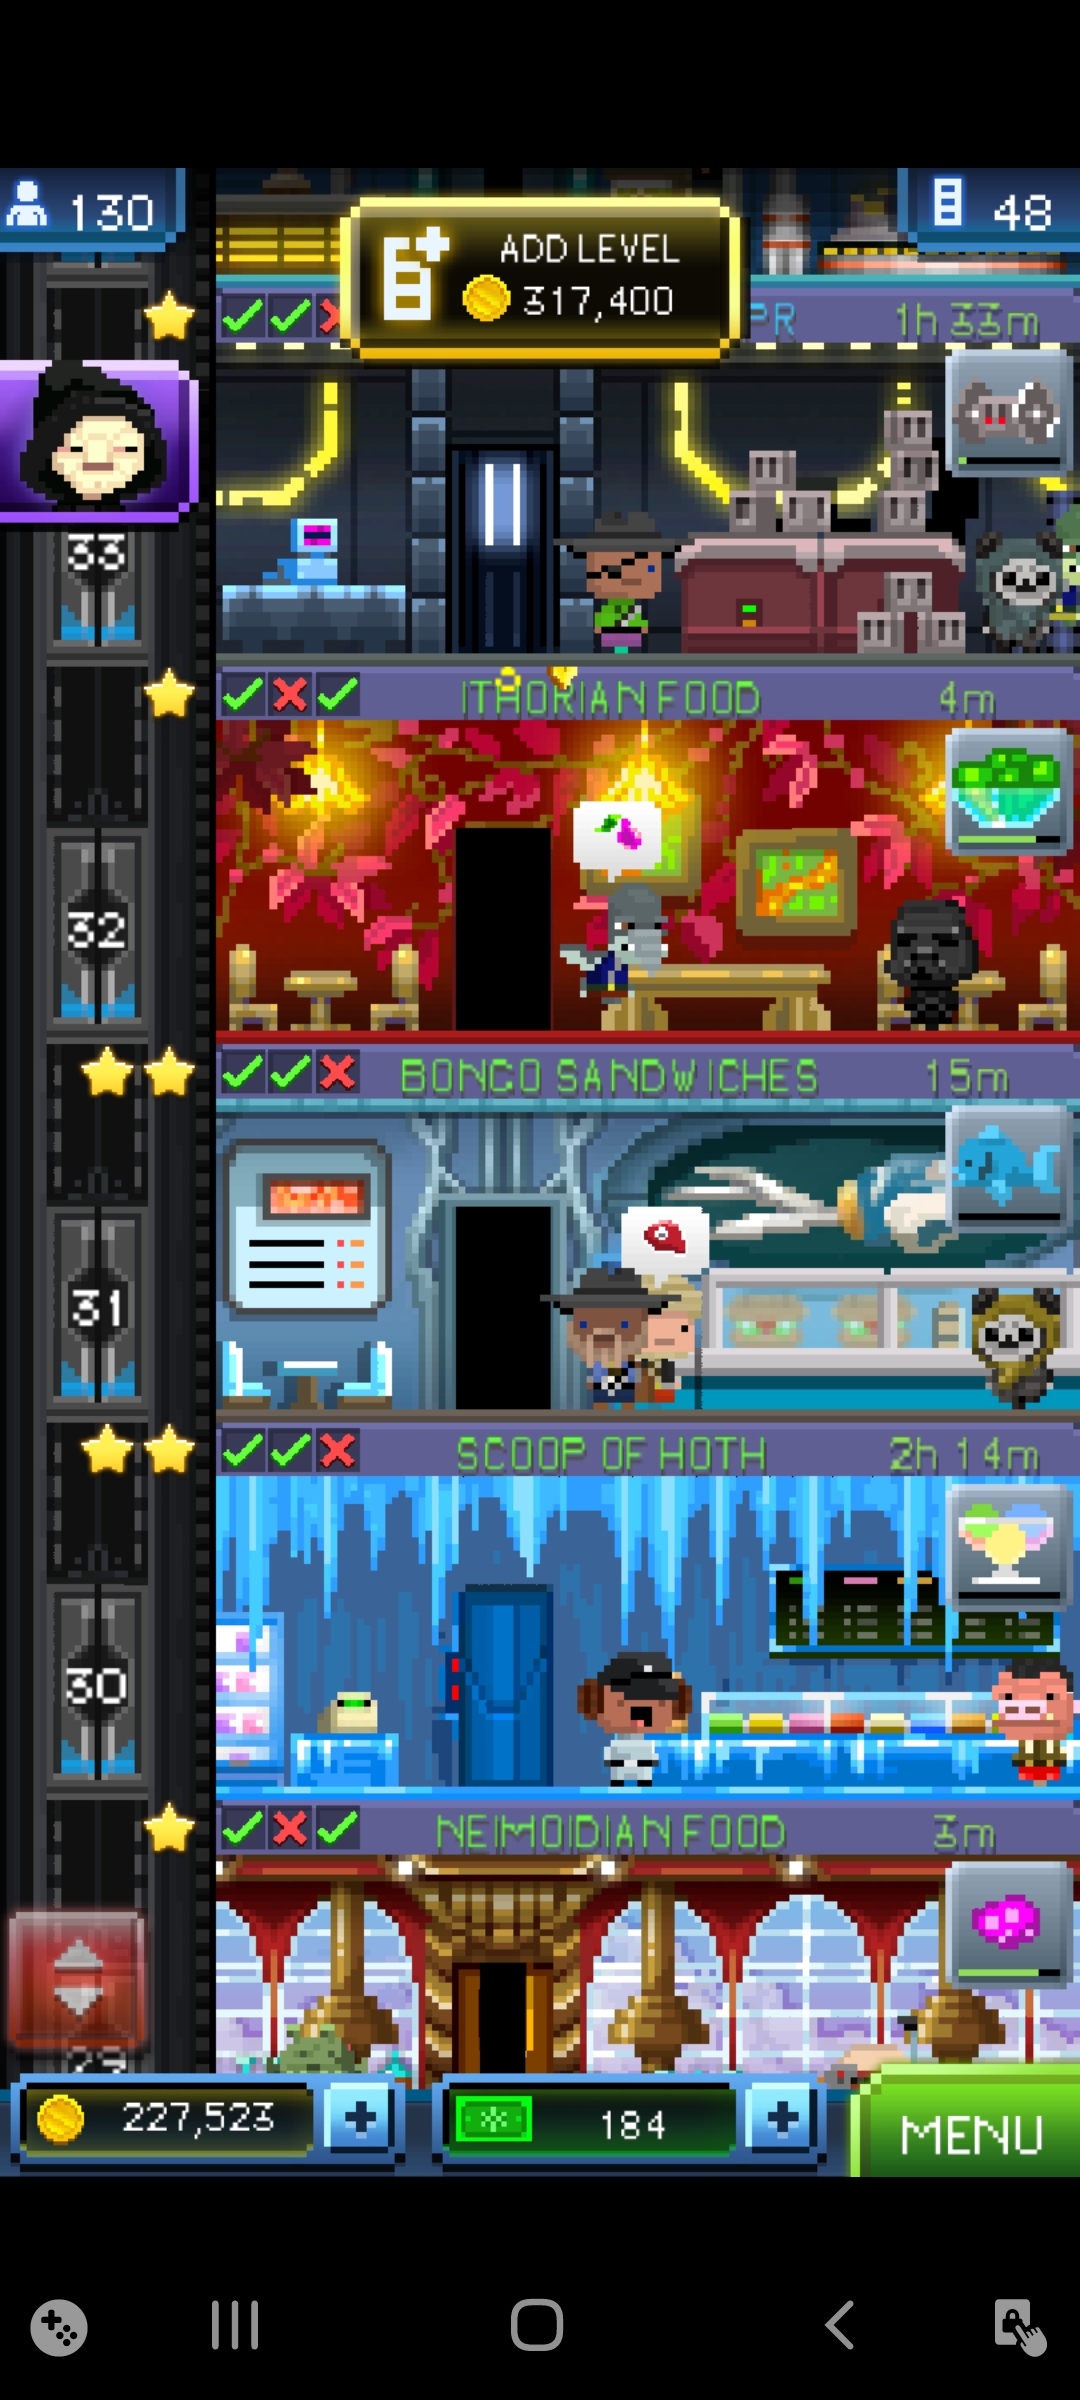 130
ADD LEVEL
317,400
48
PR
1h 33m
33
ITHORIAN FOOD
4m
32
BONGO SANDWICHES
15m
31
SCOOP OF HOTH
2h 14m
30
NEIMOIDIAN FOOD
3m
227,523
184
MENU